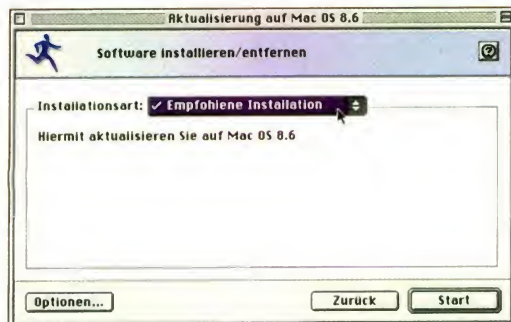 Aktualisierung auf Mac OS 8.6
Software installieren/entfernen
Installationsart: ✓ Empfohlene Installation
Hiermit aktualisieren Sie auf Mac OS 8.6
Optionen...
Zurück
Start